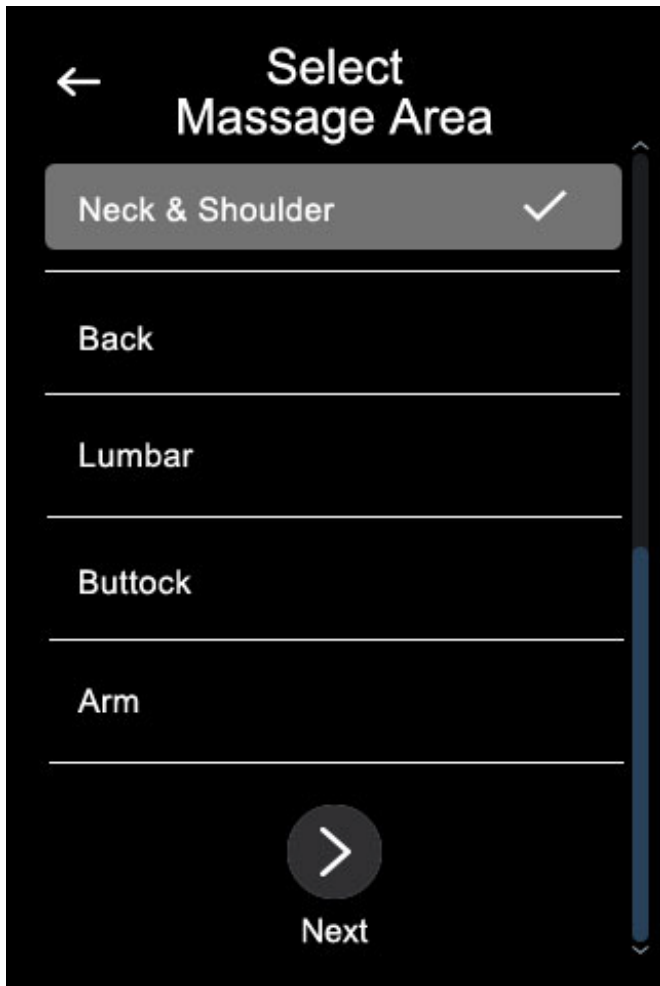 Select
Massage Area
Neck & Shoulder
Back
Lumbar
Buttock
Arm
Next